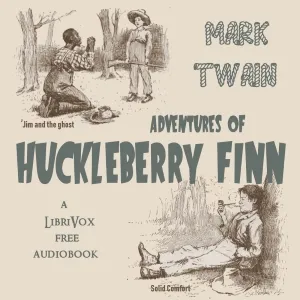 MARK
TWAIN
'Jim and the ghost
ADVENTURES OF
HUCKLEBERRY FINN
A
LIBRIVOX
FREE
AUDIOBOOK
Solid Comfort